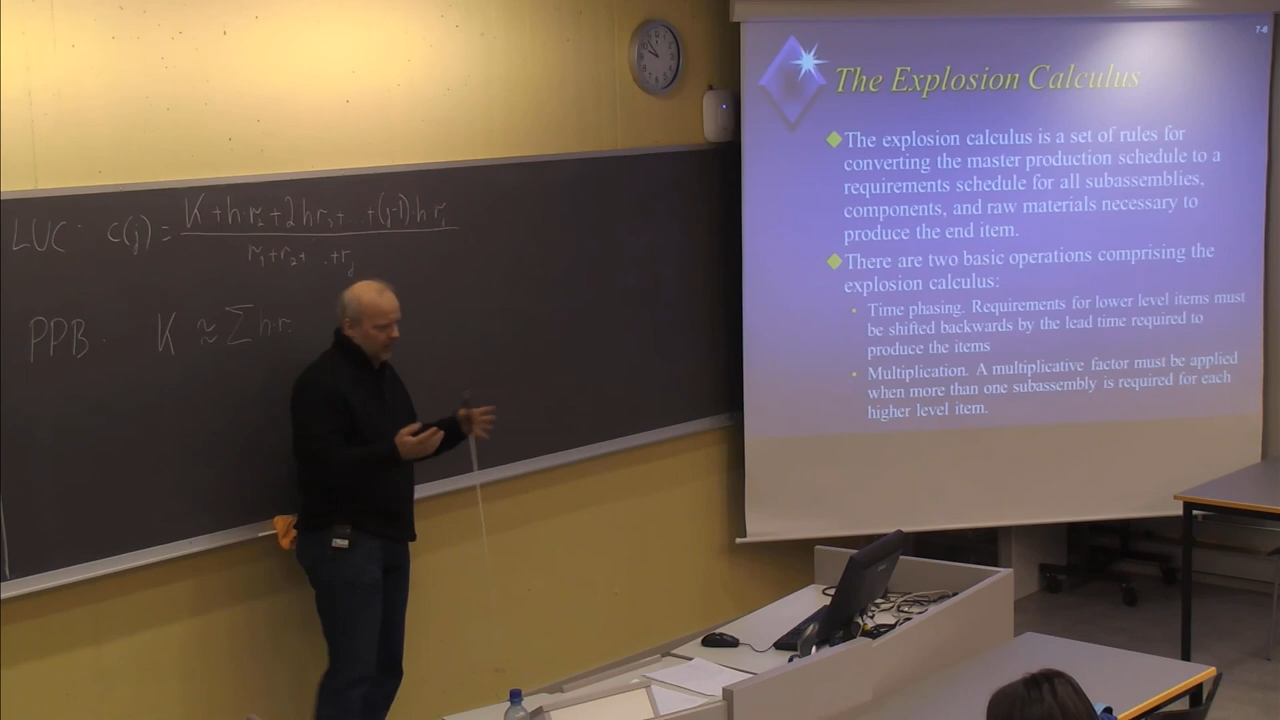 LUC: c(j) = K + h·r2 + 2hr3 + ... + (j-1)·h·rj
r1 + r2 + ... + rj
PPB. K ≈ Σ h·r
7-6
The Explosion Calculus
The explosion calculus is a set of rules for
converting the master production schedule to a
requirements schedule for all subassemblies,
components, and raw materials necessary to
produce the end item.
There are two basic operations comprising the
explosion calculus:
Time phasing. Requirements for lower level items must
be shifted backwards by the lead time required to
produce the items
Multiplication. A multiplicative factor must be applied
when more than one subassembly is required for each
higher level item.